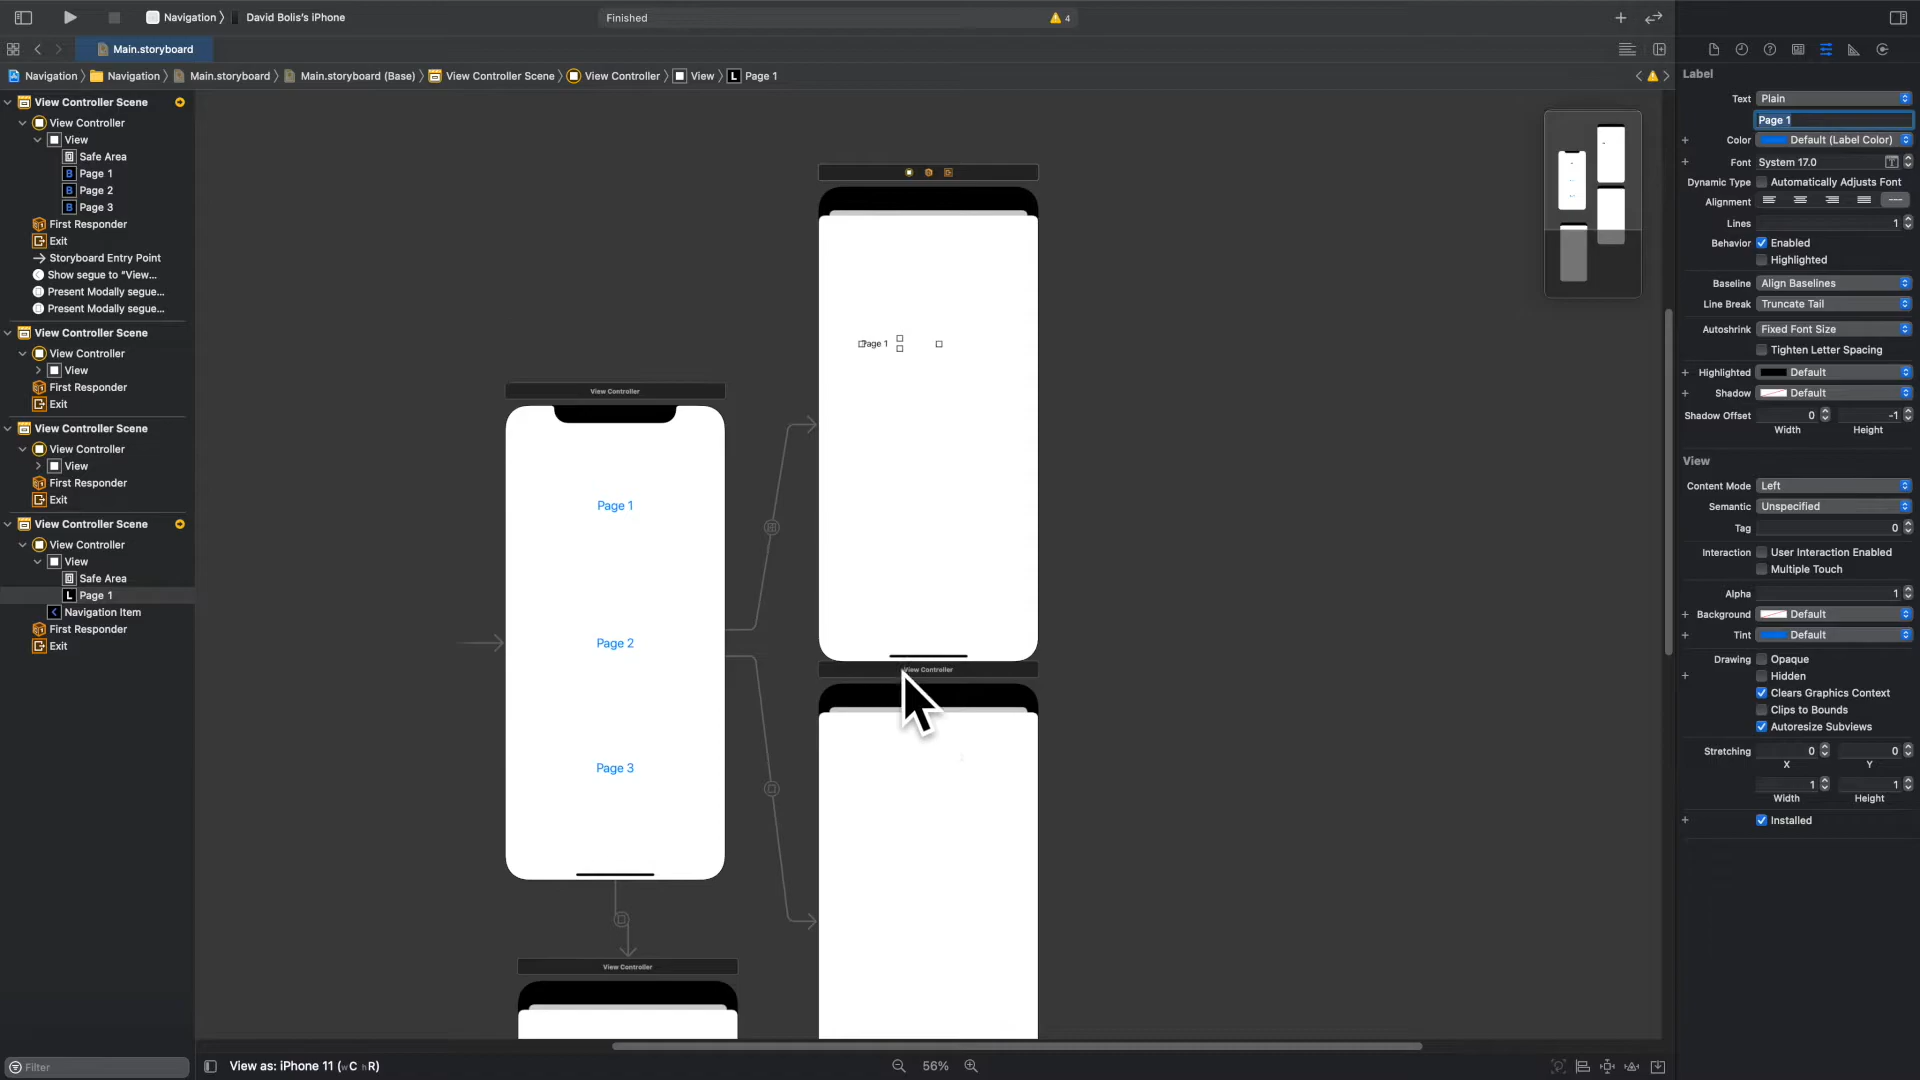 Navigation
David Bolis's iPhone
Finished
4
Main.storyboard
Navigation
Navigation
Main.storyboard
Main.storyboard (Base)
View Controller Scene
View Controller
View
L
Page 1
View Controller Scene
View Controller
View
Safe Area
B Page 1
B Page 2
B Page 3
First Responder
Exit
Storyboard Entry Point
Show segue to "View...
Present Modally segue...
Present Modally segue...
View Controller Scene
View Controller
View
First Responder
Exit
View Controller Scene
View Controller
View
First Responder
Exit
View Controller Scene
View Controller
View
Safe Area
L Page 1
Navigation Item
First Responder
Exit
Filter
View Controller
Page 1
Page 2
Page 3
Page 1
View Controller
View Controller
View as: iPhone 11 (wC hR)
56%
Label
Text Plain
Page 1
Color Default (Label Color)
Font System 17.0
Dynamic Type Automatically Adjusts Font
Alignment
Lines 1
Behavior Enabled
Highlighted
Baseline Align Baselines
Line Break Truncate Tail
Autoshrink Fixed Font Size
Tighten Letter Spacing
Highlighted Default
Shadow Default
Shadow Offset 0 -1
Width Height
View
Content Mode Left
Semantic Unspecified
Tag 0
Interaction User Interaction Enabled
Multiple Touch
Alpha 1
Background Default
Tint Default
Drawing Opaque
Hidden
Clears Graphics Context
Clips to Bounds
Autoresize Subviews
Stretching 0 0
X Y
1 1
Width Height
Installed